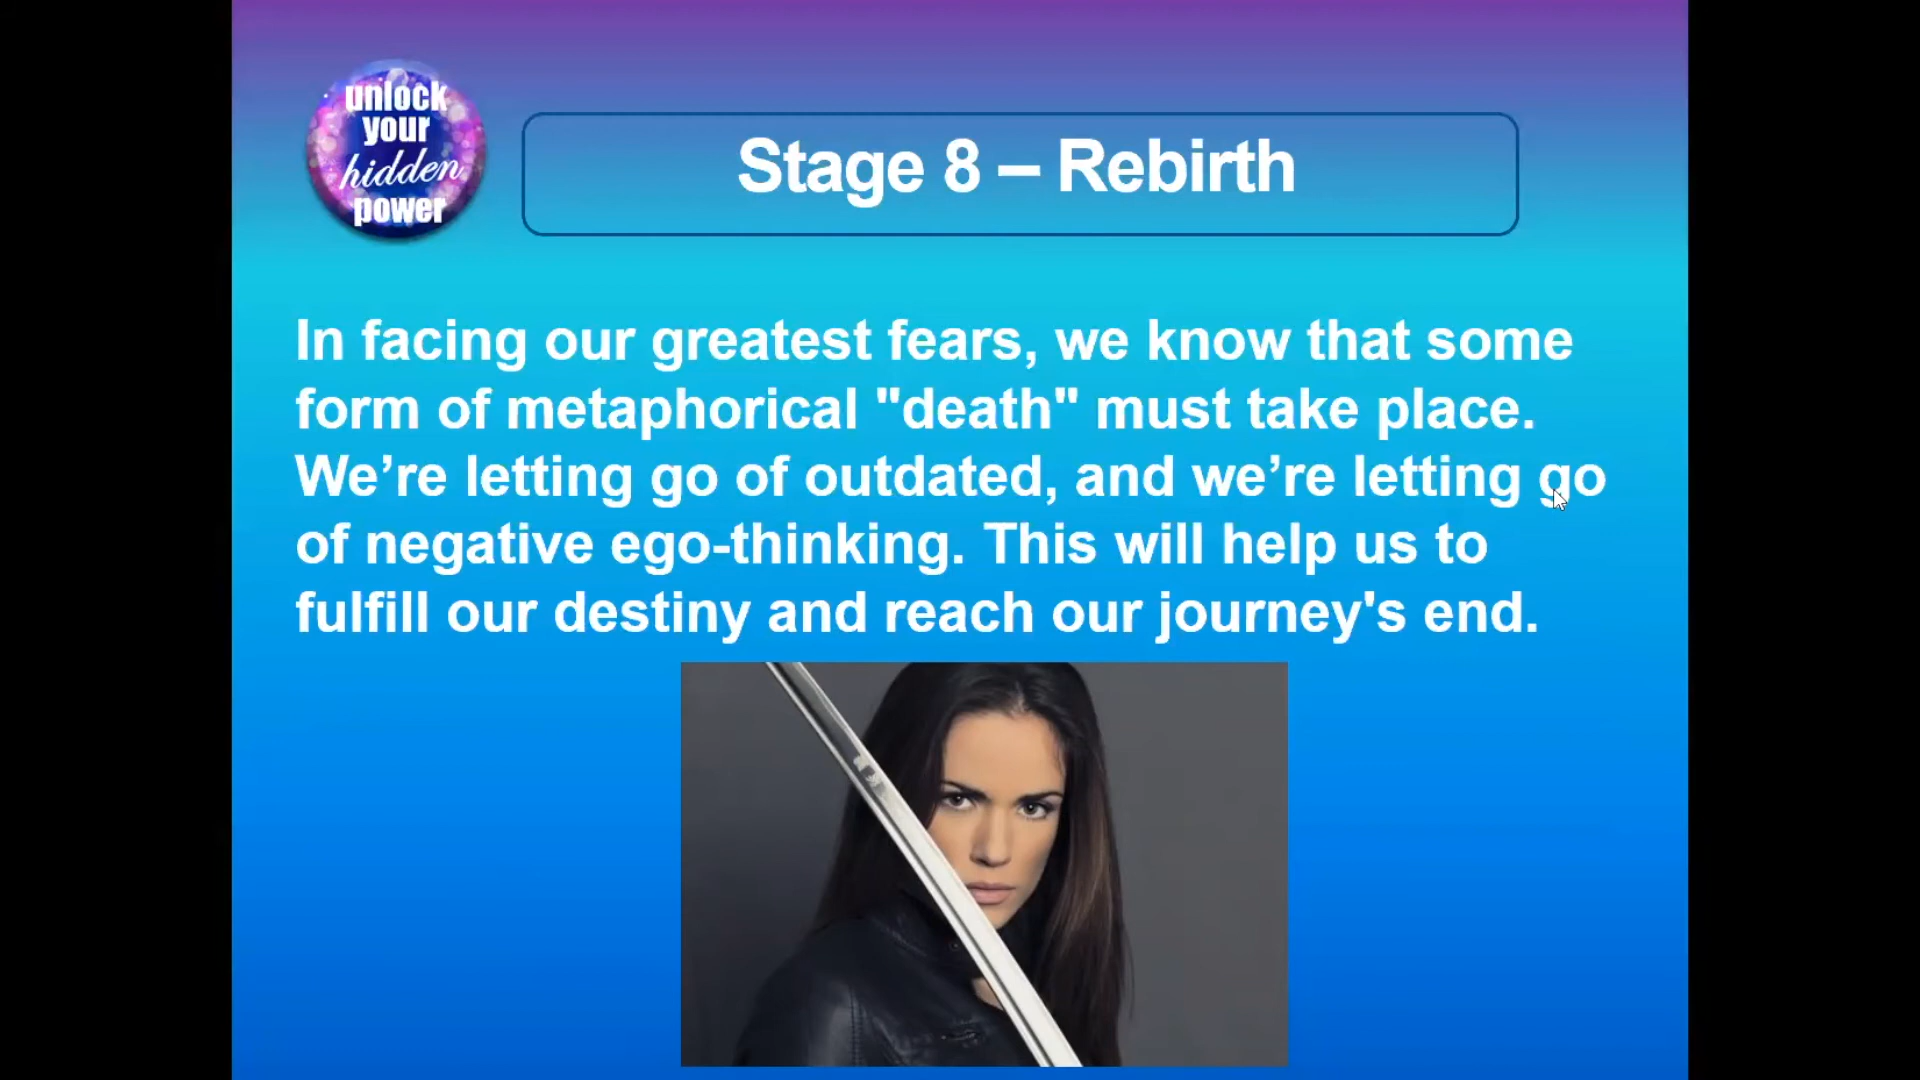 unlock
your
hidden
power
Stage 8 – Rebirth
In facing our greatest fears, we know that some
form of metaphorical "death" must take place.
We’re letting go of outdated, and we’re letting go
of negative ego-thinking. This will help us to
fulfill our destiny and reach our journey's end.